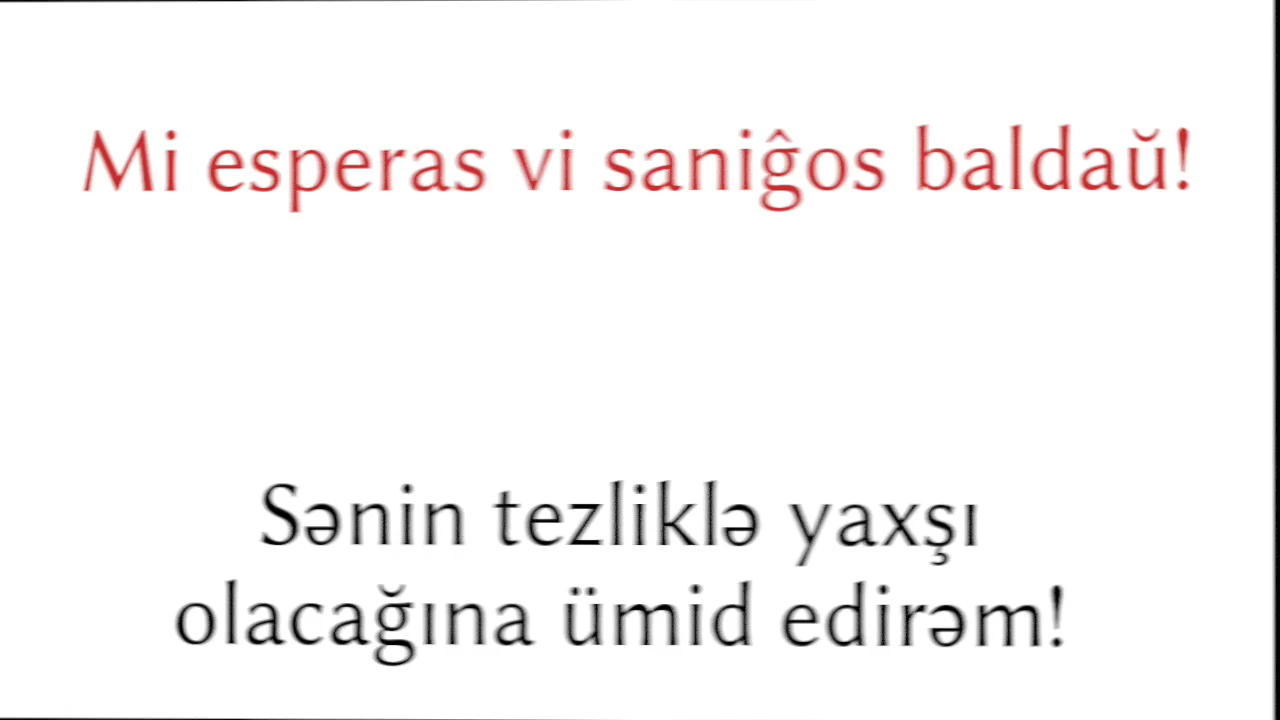 Mi esperas vi saniĝos baldaŭ!
Sənin tezliklə yaxşı
olacağına ümid edirəm!